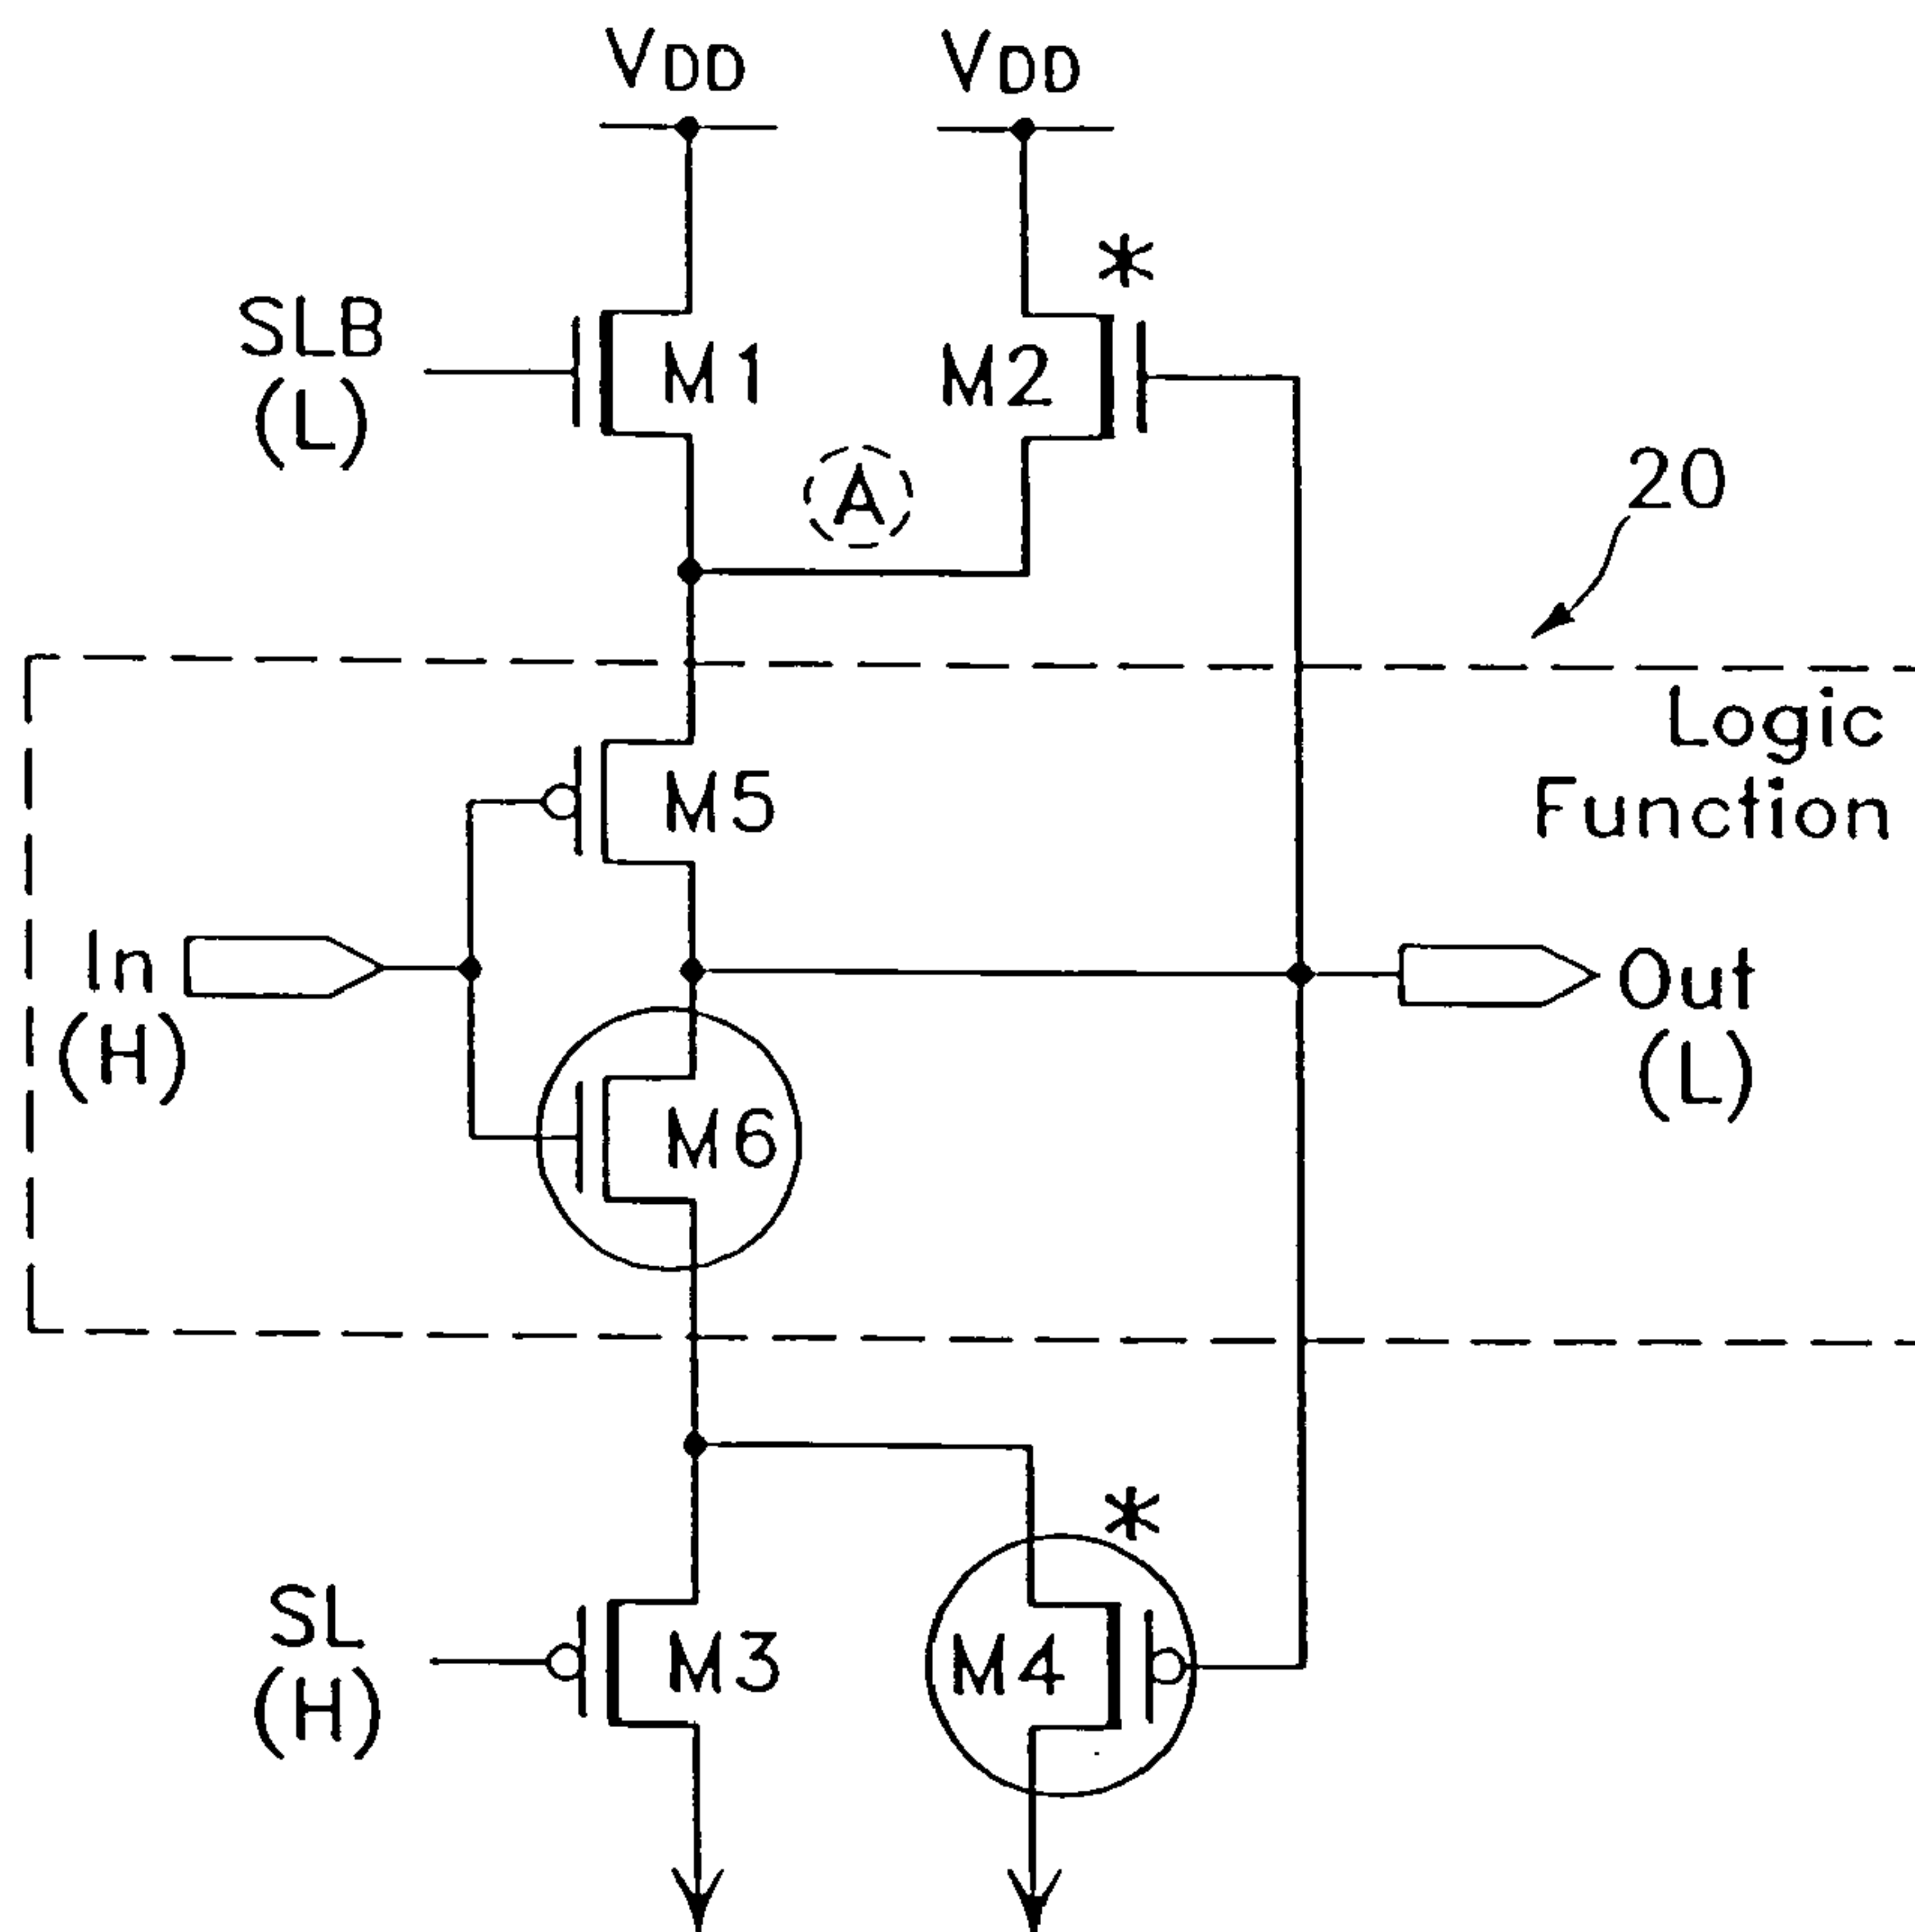 VDD VDD
*
SLB
(L)
M1 M2
A
20
Logic
Function
M5
In
(H)
Out
(L)
M6
*
SL
(H)
M3 M4